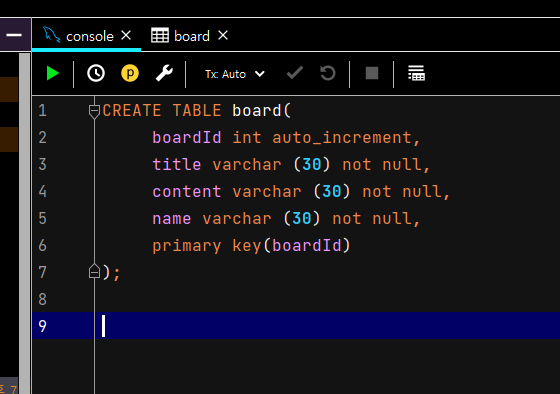 console board
Tx: Auto
1 CREATE TABLE board(
2 boardId int auto_increment,
3 title varchar (30) not null,
4 content varchar (30) not null,
5 name varchar (30) not null,
6 primary key(boardId)
7 );
8
9
7